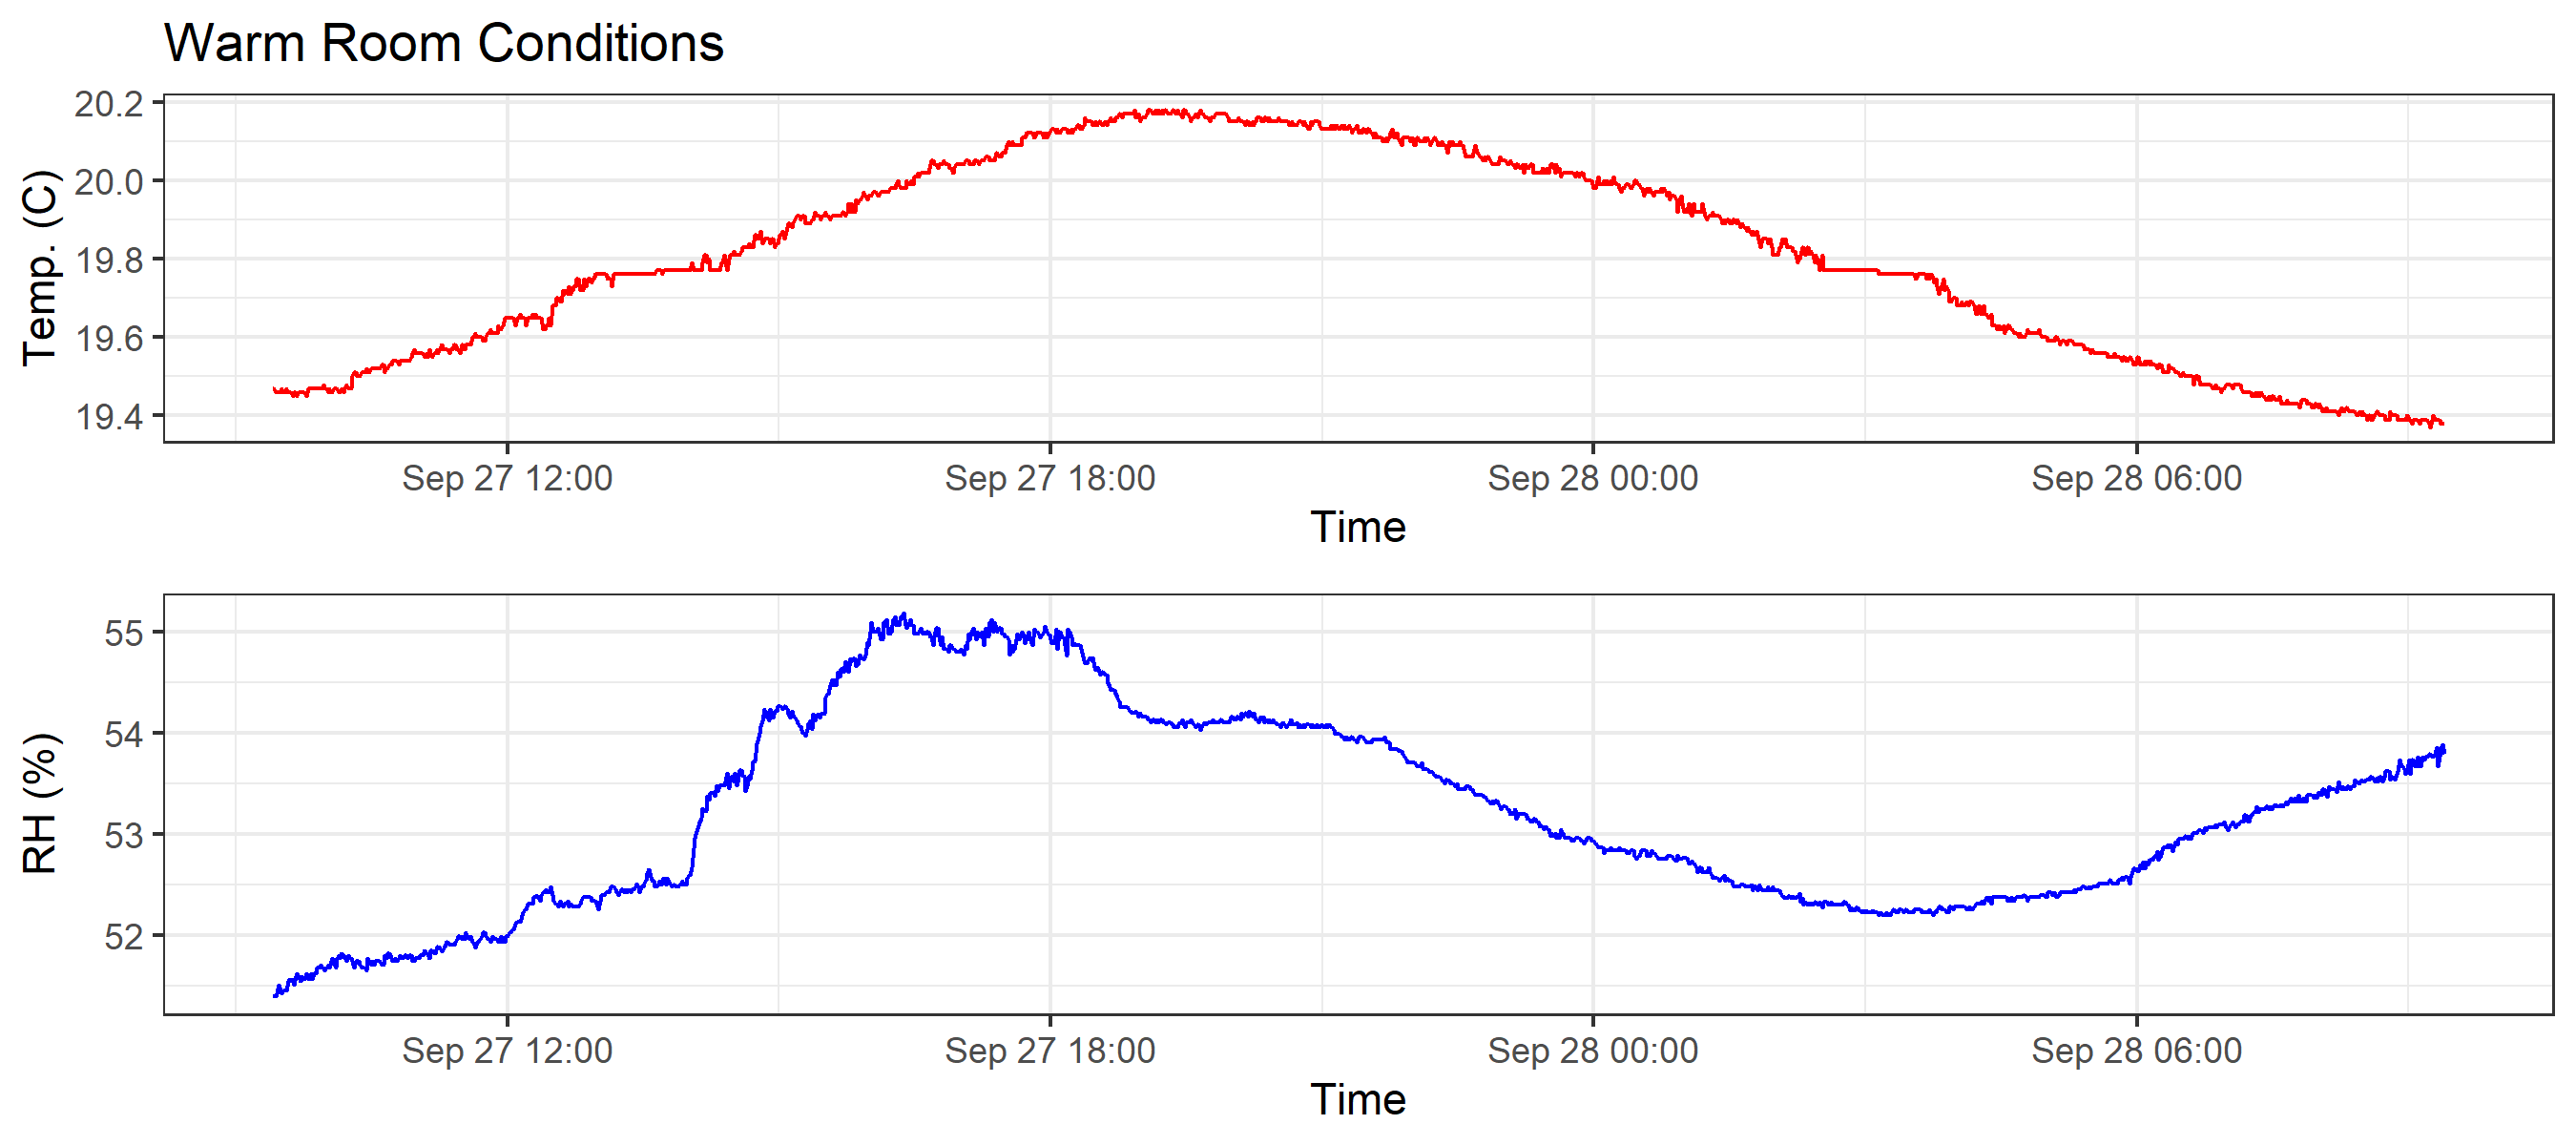 Warm Room Conditions
20.2
20.0
19.8
19.6
19.4
Temp. (C)
Sep 27 12:00 Sep 27 18:00 Sep 28 00:00 Sep 28 06:00
Time
55
54
53
52
RH (%)
Sep 27 12:00 Sep 27 18:00 Sep 28 00:00 Sep 28 06:00
Time